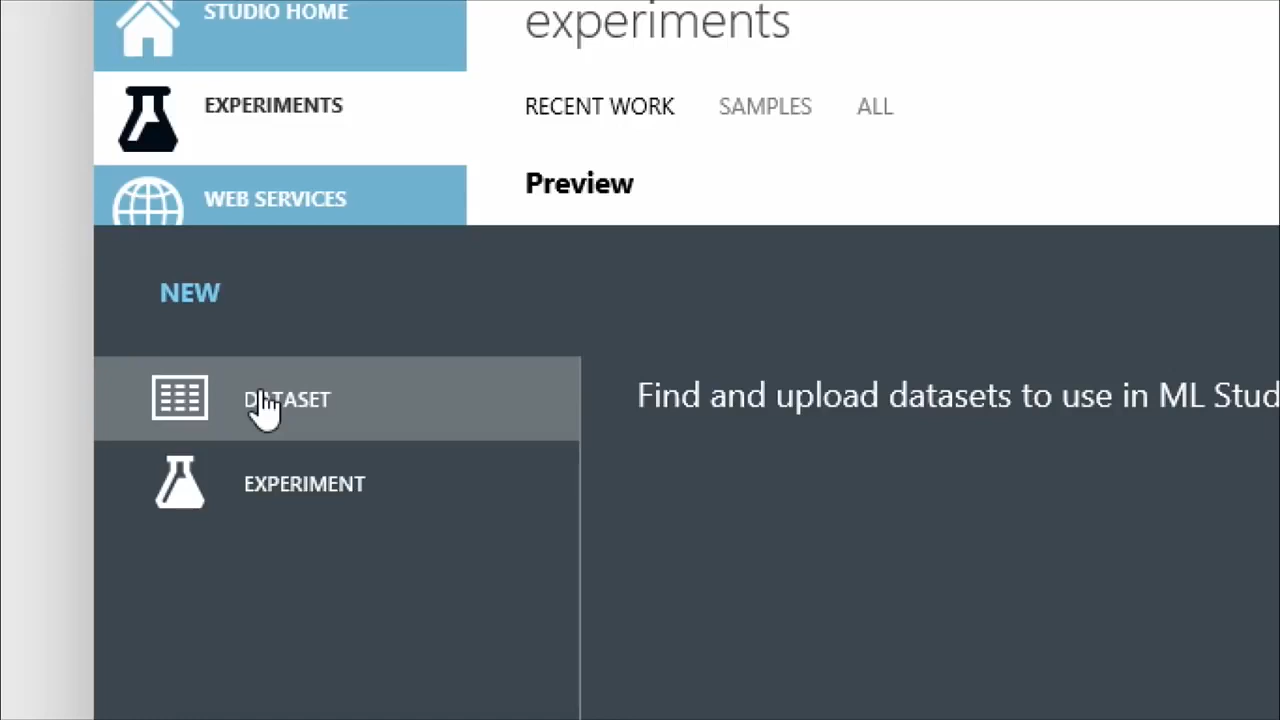 STUDIO HOME
experiments
EXPERIMENTS
RECENT WORK SAMPLES ALL
Preview
WEB SERVICES
NEW
DATASET
Find and upload datasets to use in ML Stud
EXPERIMENT